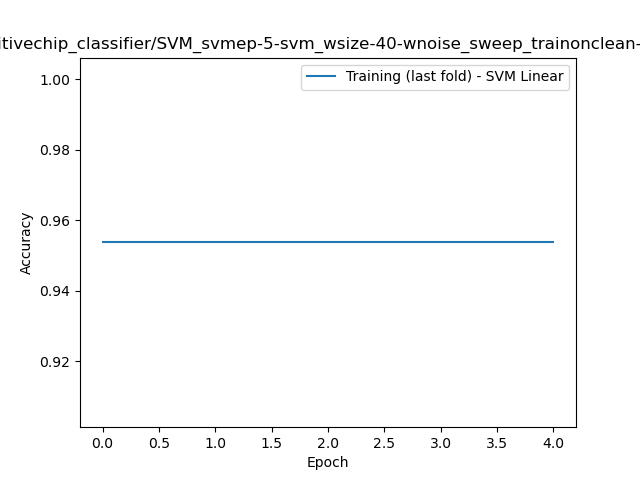 itivechip_classifier/SVM_svmep-5-svm_wsize-40-wnoise_sweep_trainonclean-
Training (last fold) - SVM Linear
1.00
0.98
0.96
0.94
0.92
Accuracy
0.0 0.5 1.0 1.5 2.0 2.5 3.0 3.5 4.0
Epoch